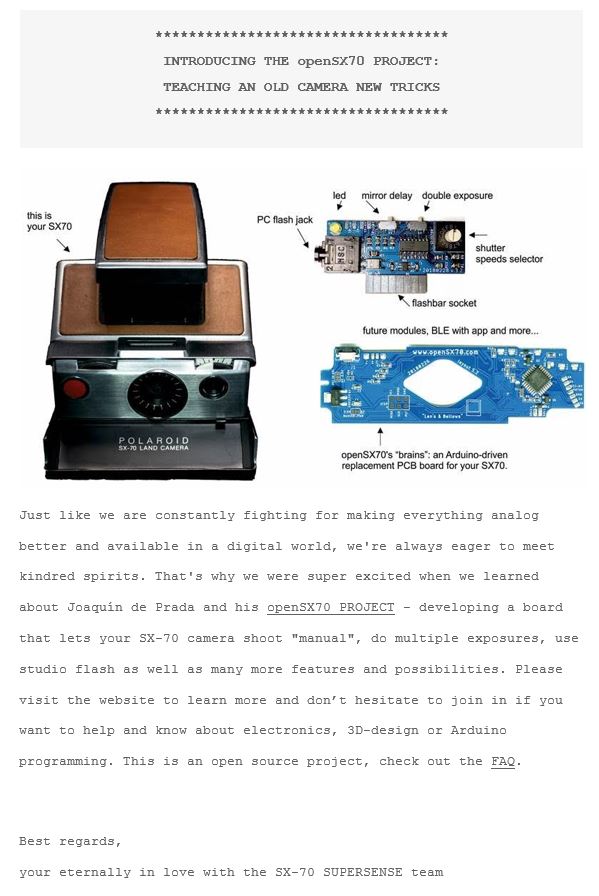 ***********************************
INTRODUCING THE openSX70 PROJECT:
TEACHING AN OLD CAMERA NEW TRICKS
***********************************
this is
your SX70
POLAROID
SX-70 LAND CAMERA
led
mirror delay
double exposure
PC flash jack
shutter
speeds selector
flashbar socket
future modules, BLE with app and more...
www.openSX70.com
"Lens & Bellows"
openSX70's "brains": an Arduino-driven
replacement PCB board for your SX70.
Just like we are constantly fighting for making everything analog
better and available in a digital world, we're always eager to meet
kindred spirits. That's why we were super excited when we learned
about Joaquín de Prada and his openSX70 PROJECT - developing a board
that lets your SX-70 camera shoot "manual", do multiple exposures, use
studio flash as well as many more features and possibilities. Please
visit the website to learn more and don’t hesitate to join in if you
want to help and know about electronics, 3D-design or Arduino
programming. This is an open source project, check out the FAQ.
Best regards,
your eternally in love with the SX-70 SUPERSENSE team